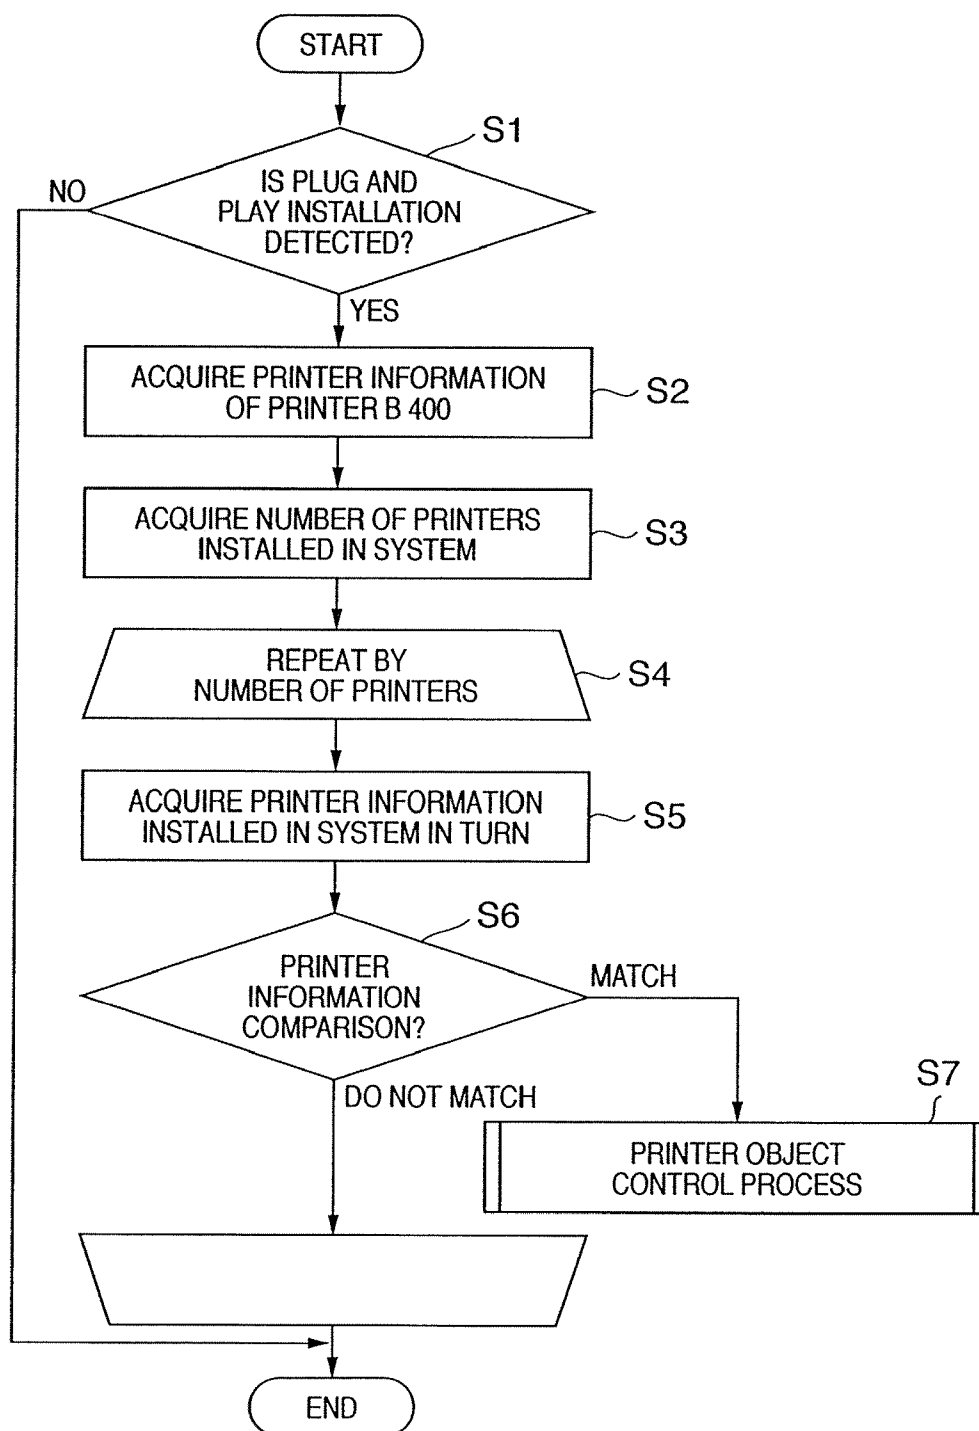 START
S1
IS PLUG AND
PLAY INSTALLATION
DETECTED?
NO
YES
ACQUIRE PRINTER INFORMATION
OF PRINTER B 400
S2
ACQUIRE NUMBER OF PRINTERS
INSTALLED IN SYSTEM
S3
REPEAT BY
NUMBER OF PRINTERS
S4
ACQUIRE PRINTER INFORMATION
INSTALLED IN SYSTEM IN TURN
S5
S6
PRINTER
INFORMATION
COMPARISON?
MATCH
DO NOT MATCH
S7
PRINTER OBJECT
CONTROL PROCESS
END